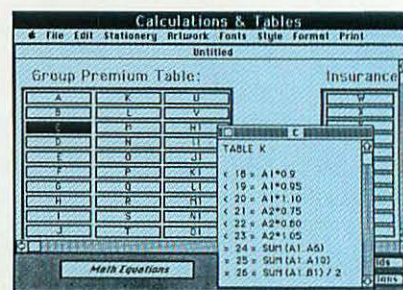 Calculations & Tables
File Edit Stationery Artwork Fonts Style Format Print
Untitled
Group Premium Table: Insurance
A K U W
B L V X
C M H1
D N I1
E O J1
F P K1
G Q L1
H R M1
I S N1
J T O1
C
TABLE K
< 18 = A1*0.9
< 19 = A1*0.95
< 20 = A1*1.10
< 21 = A2*0.75
< 22 = A2*0.80
< 23 = A2*1.05
= 24 = SUM (A1..A6)
= 25 = SUM (A1..A10)
= 26 = SUM (A1..B1) / 2
Math Equations